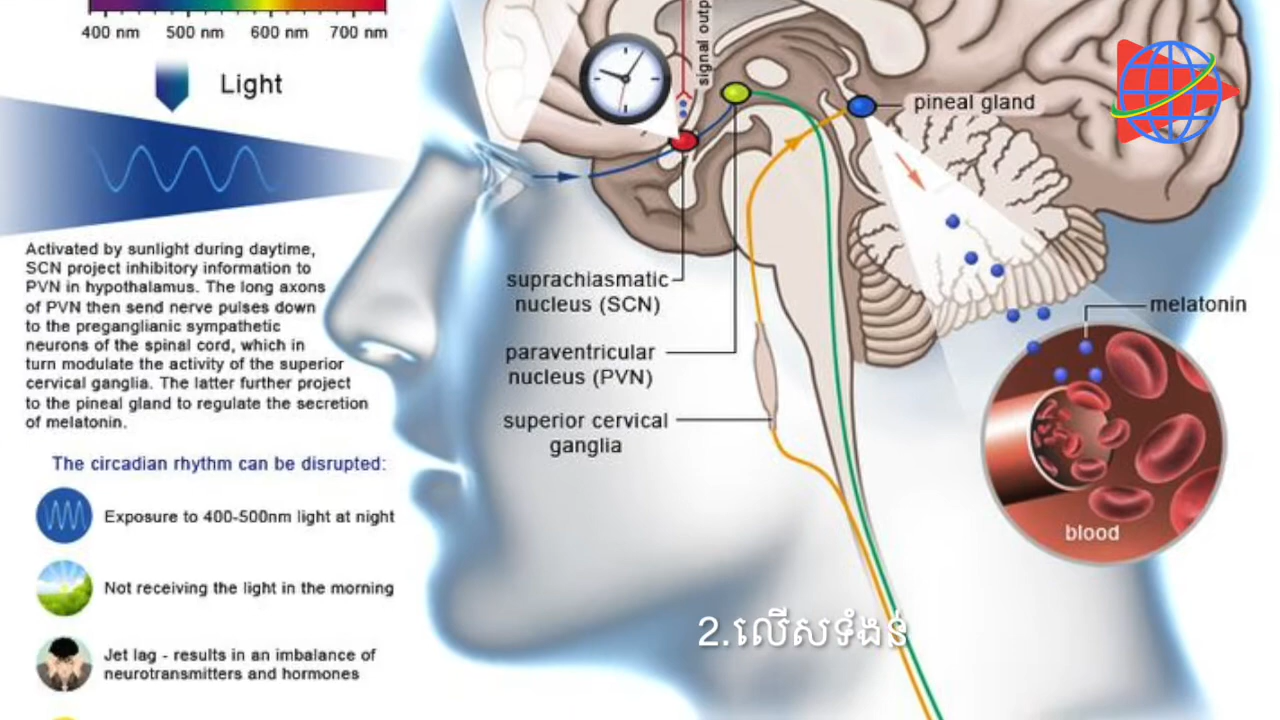 400 nm 500 nm 600 nm 700 nm
Light
signal outp
pineal gland
Activated by sunlight during daytime,
SCN project inhibitory information to
PVN in hypothalamus. The long axons
of PVN then send nerve pulses down
to the preganglianic sympathetic
neurons of the spinal cord, which in
turn modulate the activity of the superior
cervical ganglia. The latter further project
to the pineal gland to regulate the secretion
of melatonin.
suprachiasmatic
nucleus (SCN)
paraventricular
nucleus (PVN)
superior cervical
ganglia
melatonin
blood
The circadian rhythm can be disrupted:
Exposure to 400-500nm light at night
Not receiving the light in the morning
Jet lag - results in an imbalance of
neurotransmitters and hormones
2.លើសទំងន់